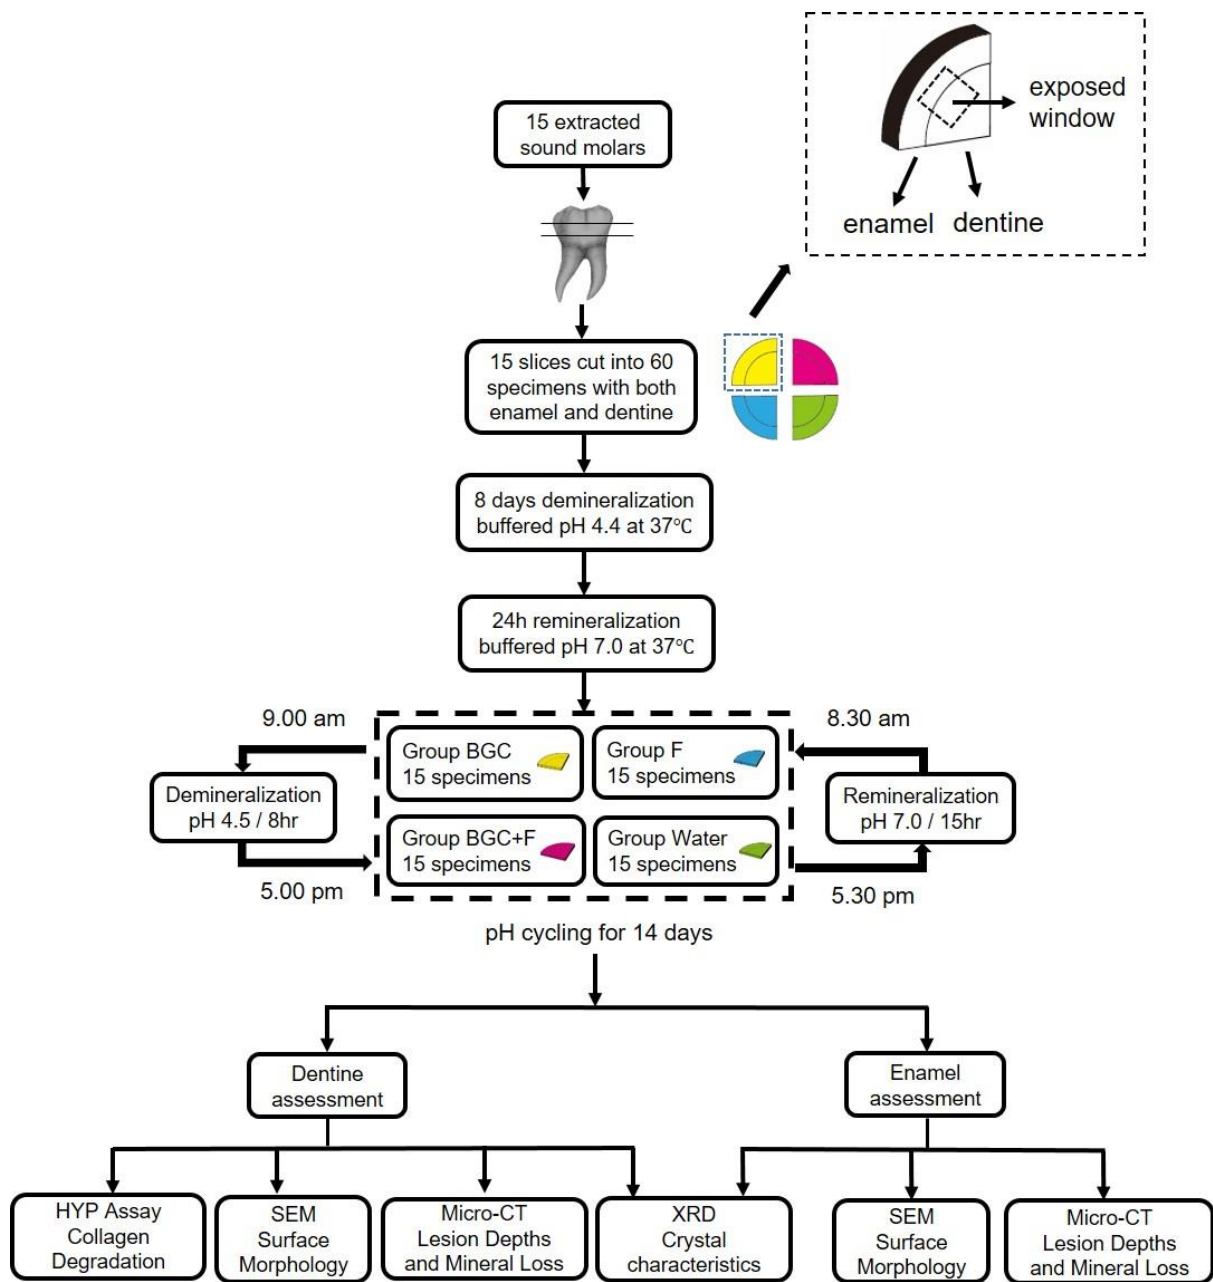 15 extracted
sound molars
exposed
window
enamel dentine
15 slices cut into 60
specimens with both
enamel and dentine
8 days demineralization
buffered pH 4.4 at 37℃
24h remineralization
buffered pH 7.0 at 37℃
9.00 am
8.30 am
Group BGC
15 specimens
Group F
15 specimens
Demineralization
pH 4.5 / 8hr
Remineralization
pH 7.0 / 15hr
Group BGC+F
15 specimens
Group Water
15 specimens
5.00 pm
5.30 pm
pH cycling for 14 days
Dentine
assessment
Enamel
assessment
HYP Assay
Collagen
Degradation
SEM
Surface
Morphology
Micro-CT
Lesion Depths
and Mineral Loss
XRD
Crystal
characteristics
SEM
Surface
Morphology
Micro-CT
Lesion Depths
and Mineral Loss